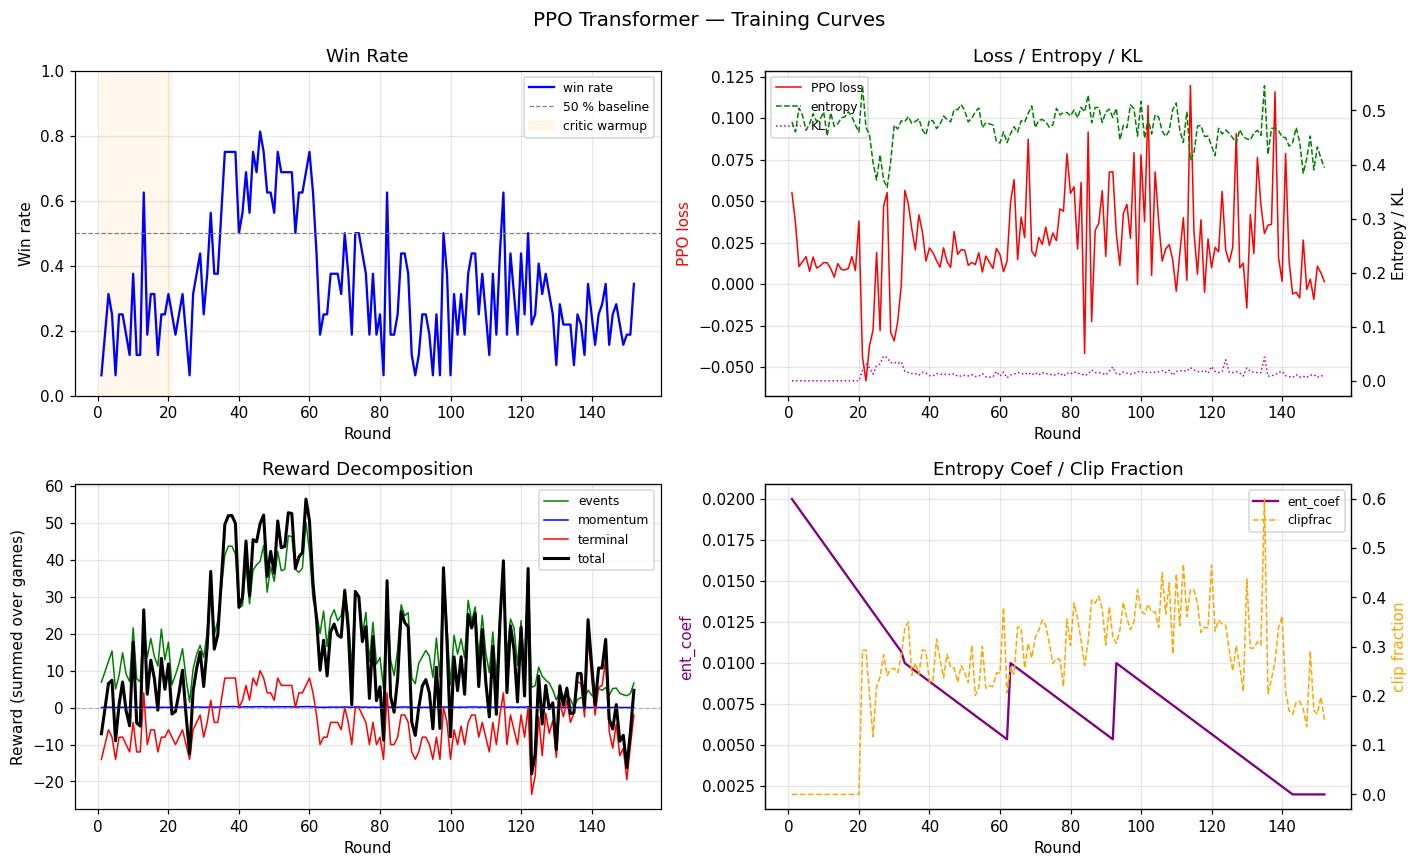 PPO Transformer — Training Curves
Win Rate
Win rate
1.0
0.8
0.6
0.4
0.2
0.0
0
20
40
60
80
100
120
140
Round
win rate
50 % baseline
critic warmup
Loss / Entropy / KL
PPO loss
0.125
0.100
0.075
0.050
0.025
0.000
−0.025
−0.050
0
20
40
60
80
100
120
140
Round
PPO loss
entropy
KL
0.5
0.4
0.3
0.2
0.1
0.0
Entropy / KL
Reward Decomposition
Reward (summed over games)
60
50
40
30
20
10
0
−10
−20
0
20
40
60
80
100
120
140
Round
events
momentum
terminal
total
Entropy Coef / Clip Fraction
ent_coef
0.0200
0.0175
0.0150
0.0125
0.0100
0.0075
0.0050
0.0025
0
20
40
60
80
100
120
140
Round
ent_coef
clipfrac
0.6
0.5
0.4
0.3
0.2
0.1
0.0
clip fraction